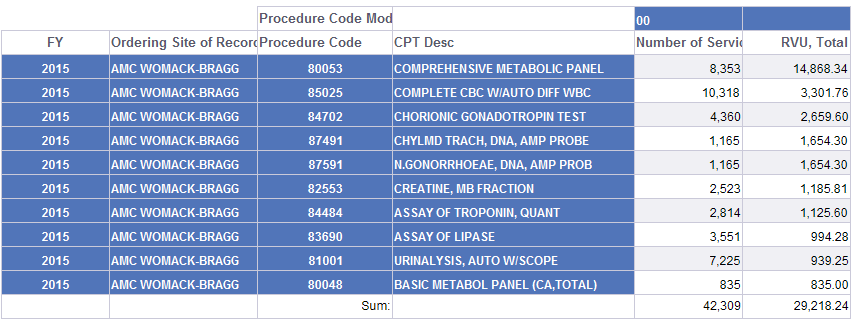 Procedure Code Mod 00
FY Ordering Site of Record Procedure Code CPT Desc Number of Servic RVU, Total
2015 AMC WOMACK-BRAGG 80053 COMPREHENSIVE METABOLIC PANEL 8,353 14,868.34
2015 AMC WOMACK-BRAGG 85025 COMPLETE CBC W/AUTO DIFF WBC 10,318 3,301.76
2015 AMC WOMACK-BRAGG 84702 CHORIONIC GONADOTROPIN TEST 4,360 2,659.60
2015 AMC WOMACK-BRAGG 87491 CHYLMD TRACH, DNA, AMP PROBE 1,165 1,654.30
2015 AMC WOMACK-BRAGG 87591 N.GONORRHOEAE, DNA, AMP PROB 1,165 1,654.30
2015 AMC WOMACK-BRAGG 82553 CREATINE, MB FRACTION 2,523 1,185.81
2015 AMC WOMACK-BRAGG 84484 ASSAY OF TROPONIN, QUANT 2,814 1,125.60
2015 AMC WOMACK-BRAGG 83690 ASSAY OF LIPASE 3,551 994.28
2015 AMC WOMACK-BRAGG 81001 URINALYSIS, AUTO W/SCOPE 7,225 939.25
2015 AMC WOMACK-BRAGG 80048 BASIC METABOL PANEL (CA,TOTAL) 835 835.00
Sum: 42,309 29,218.24